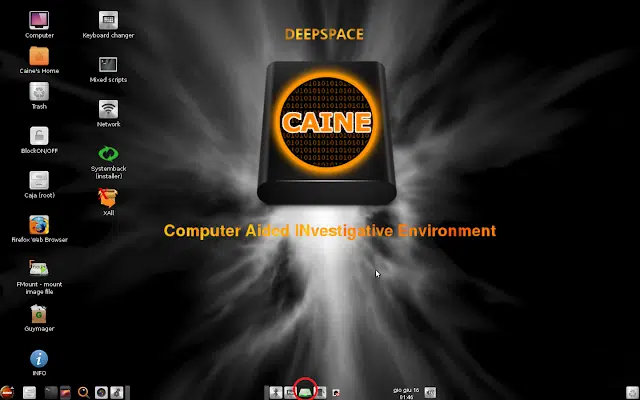 DEEPSPACE
CAINE
Computer Aided INvestigative Environment
Computer
Caine's Home
Trash
BlockON/OFF
Caja (root)
Firefox Web Browser
FMount - mount
image file
Guymager
INFO
Keyboard changer
Mixed scripts
Network
Systemback
(installer)
XAll
gio giu 16
01:46